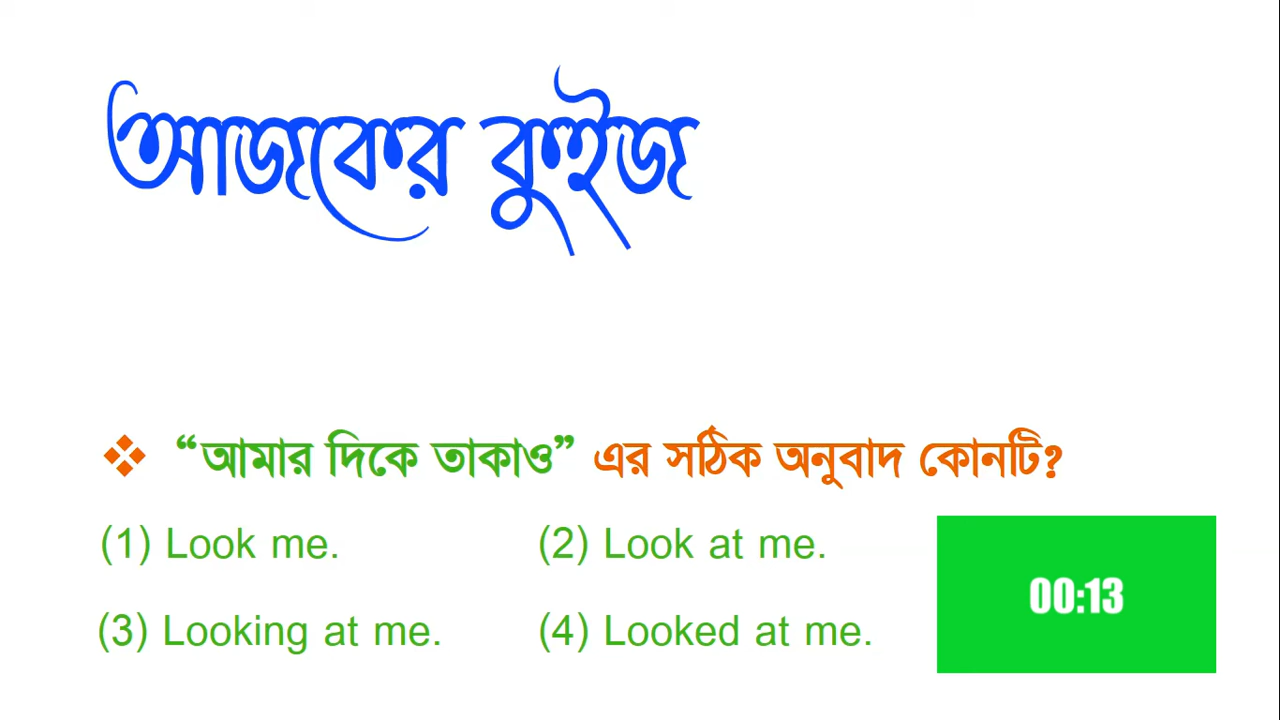 আজকের কুইজ
❖ “আমার দিকে তাকাও” এর সঠিক অনুবাদ কোনটি?
(1) Look me. (2) Look at me.
00:13
(3) Looking at me. (4) Looked at me.